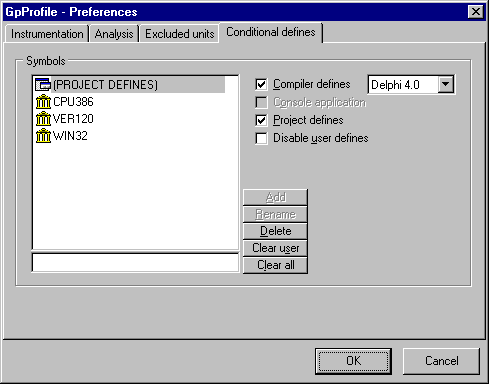 GpProfile - Preferences
Instrumentation Analysis Excluded units Conditional defines
Symbols
(PROJECT DEFINES)
CPU386
VER120
WIN32
Compiler defines Delphi 4.0
Console application
Project defines
Disable user defines
Add
Rename
Delete
Clear user
Clear all
OK Cancel